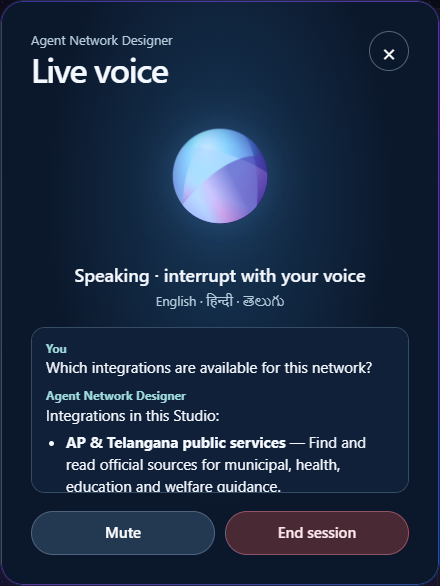 Agent Network Designer
Live voice
Speaking · interrupt with your voice
English · हिन्दी · తెలుగు
You
Which integrations are available for this network?
Agent Network Designer
Integrations in this Studio:
• AP & Telangana public services — Find and
read official sources for municipal, health,
education and welfare guidance.
Mute
End session